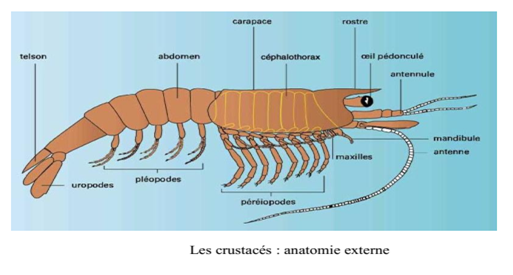 carapace
rostre
telson
abdomen
céphalothorax
œil pédonculé
antennule
mandibule
antenne
maxilles
uropodes
pléopodes
péréiopodes
Les crustacés : anatomie externe